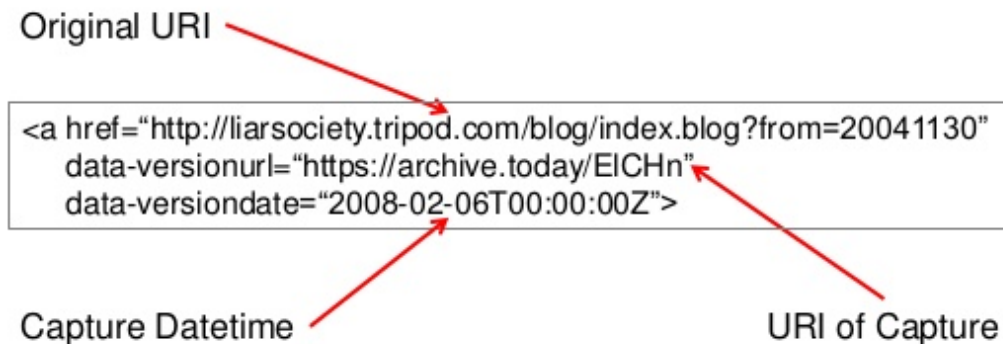 Original URI
<a href=“http://liarsociety.tripod.com/blog/index.blog?from=20041130”
data-versionurl=“https://archive.today/ElCHn”
data-versiondate=“2008-02-06T00:00:00Z”>
Capture Datetime URI of Capture